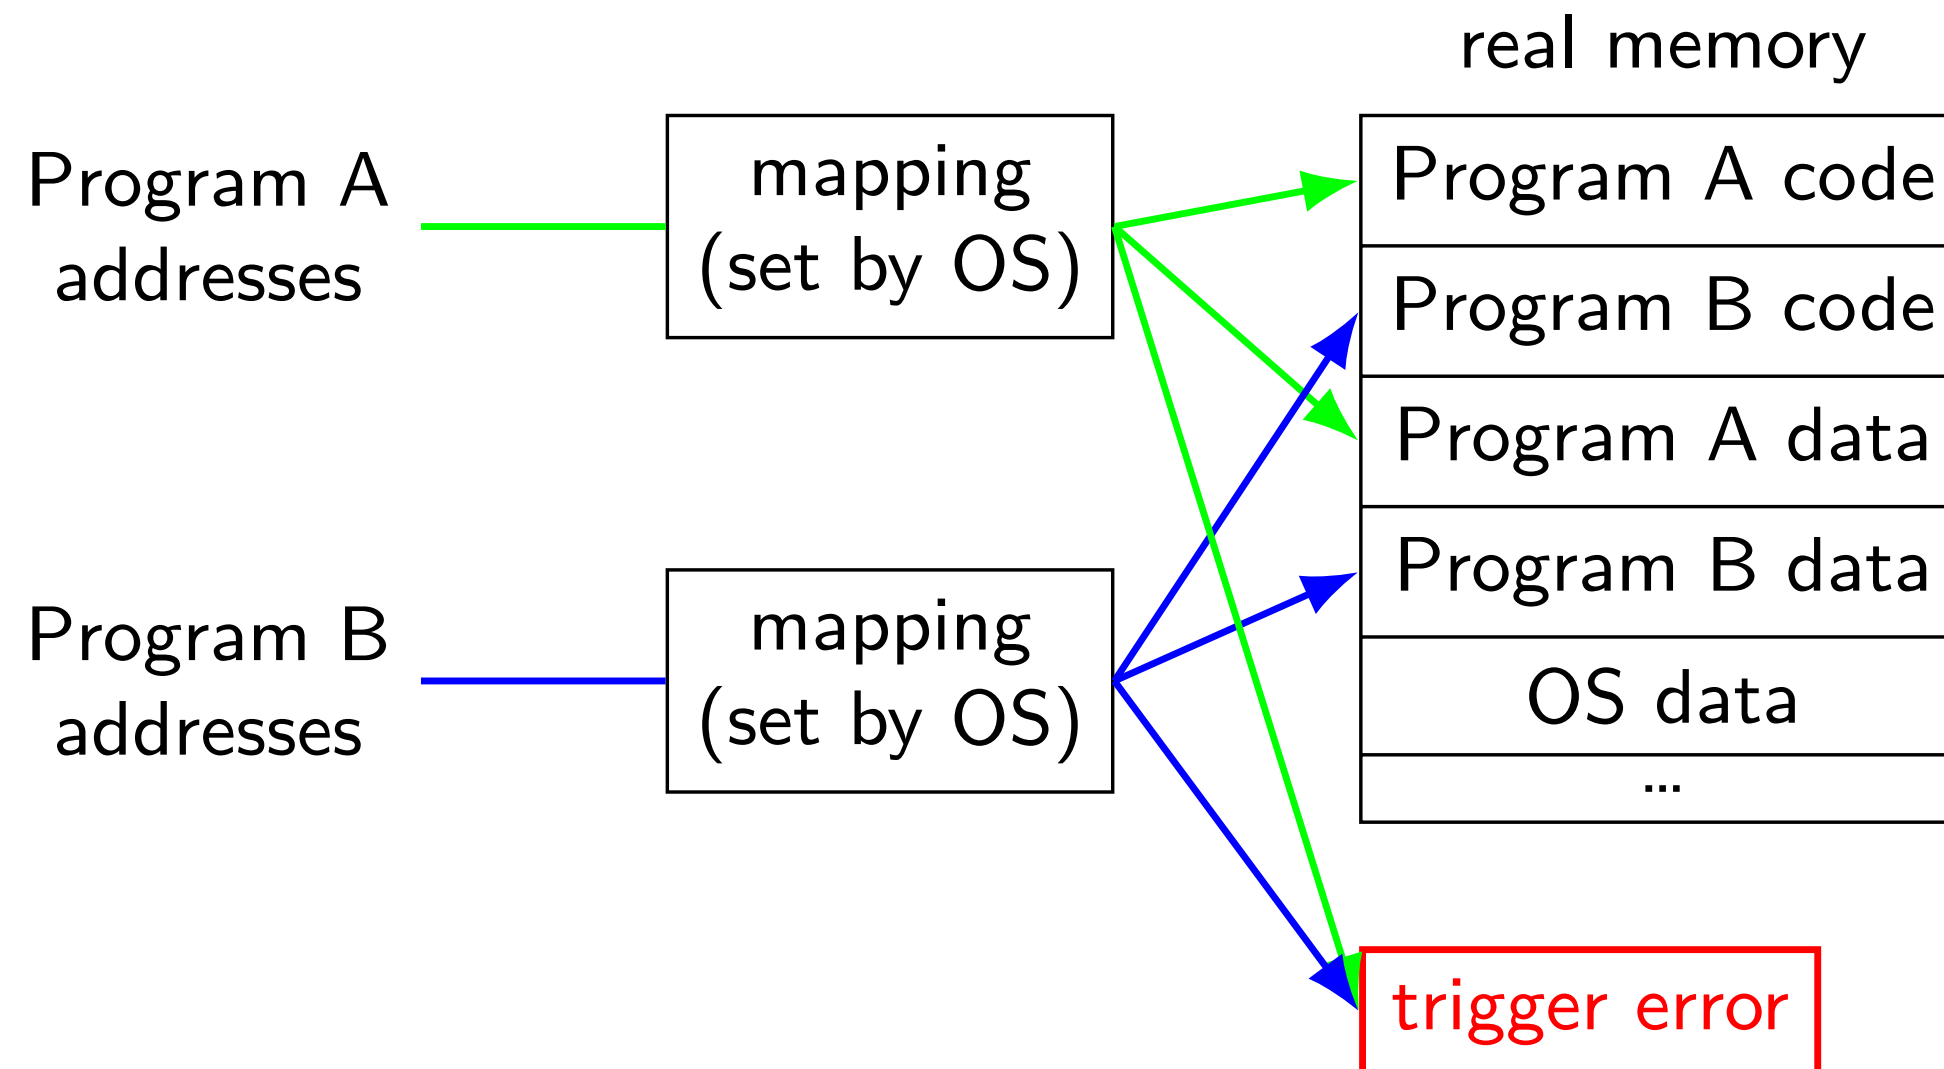 real memory
Program A
addresses
mapping
(set by OS)
Program A code
Program B code
Program A data
Program B data
OS data
...
Program B
addresses
mapping
(set by OS)
trigger error